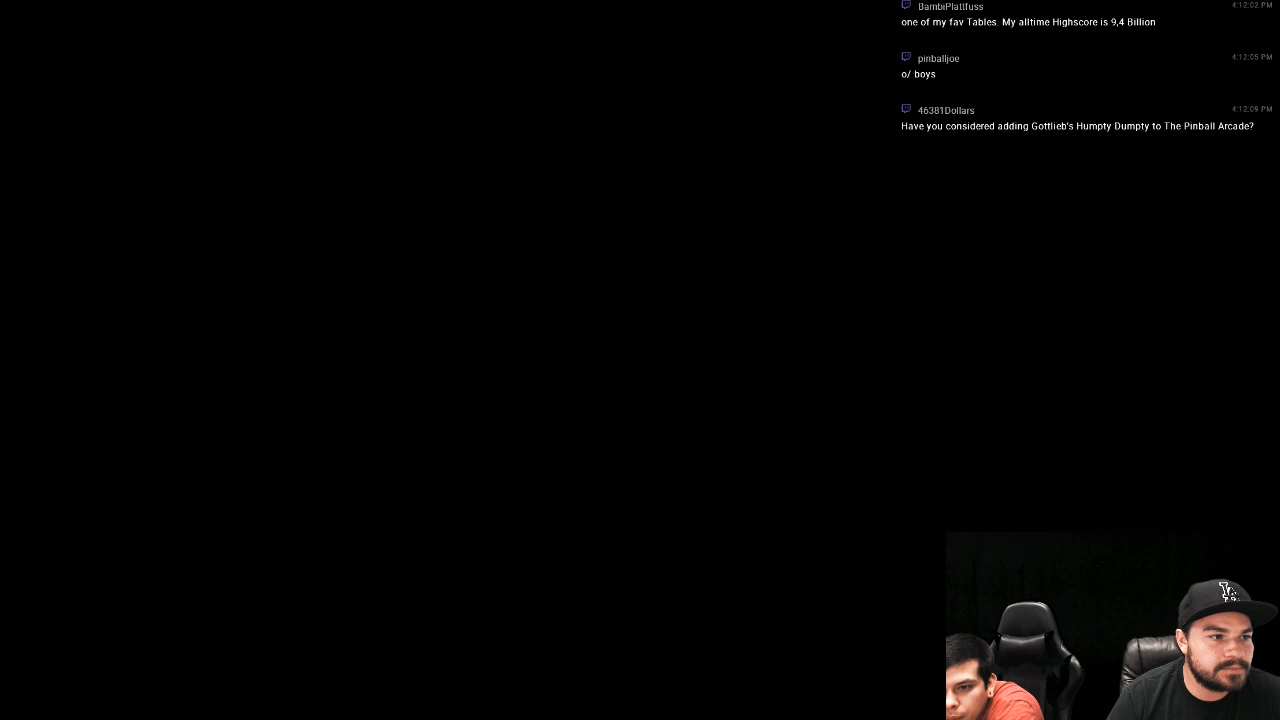 BambiPlattfuss 4:12:02 PM
one of my fav Tables. My alltime Highscore is 9,4 Billion
pinballjoe 4:12:05 PM
o/ boys
46381Dollars 4:12:09 PM
Have you considered adding Gottlieb's Humpty Dumpty to The Pinball Arcade?
LA